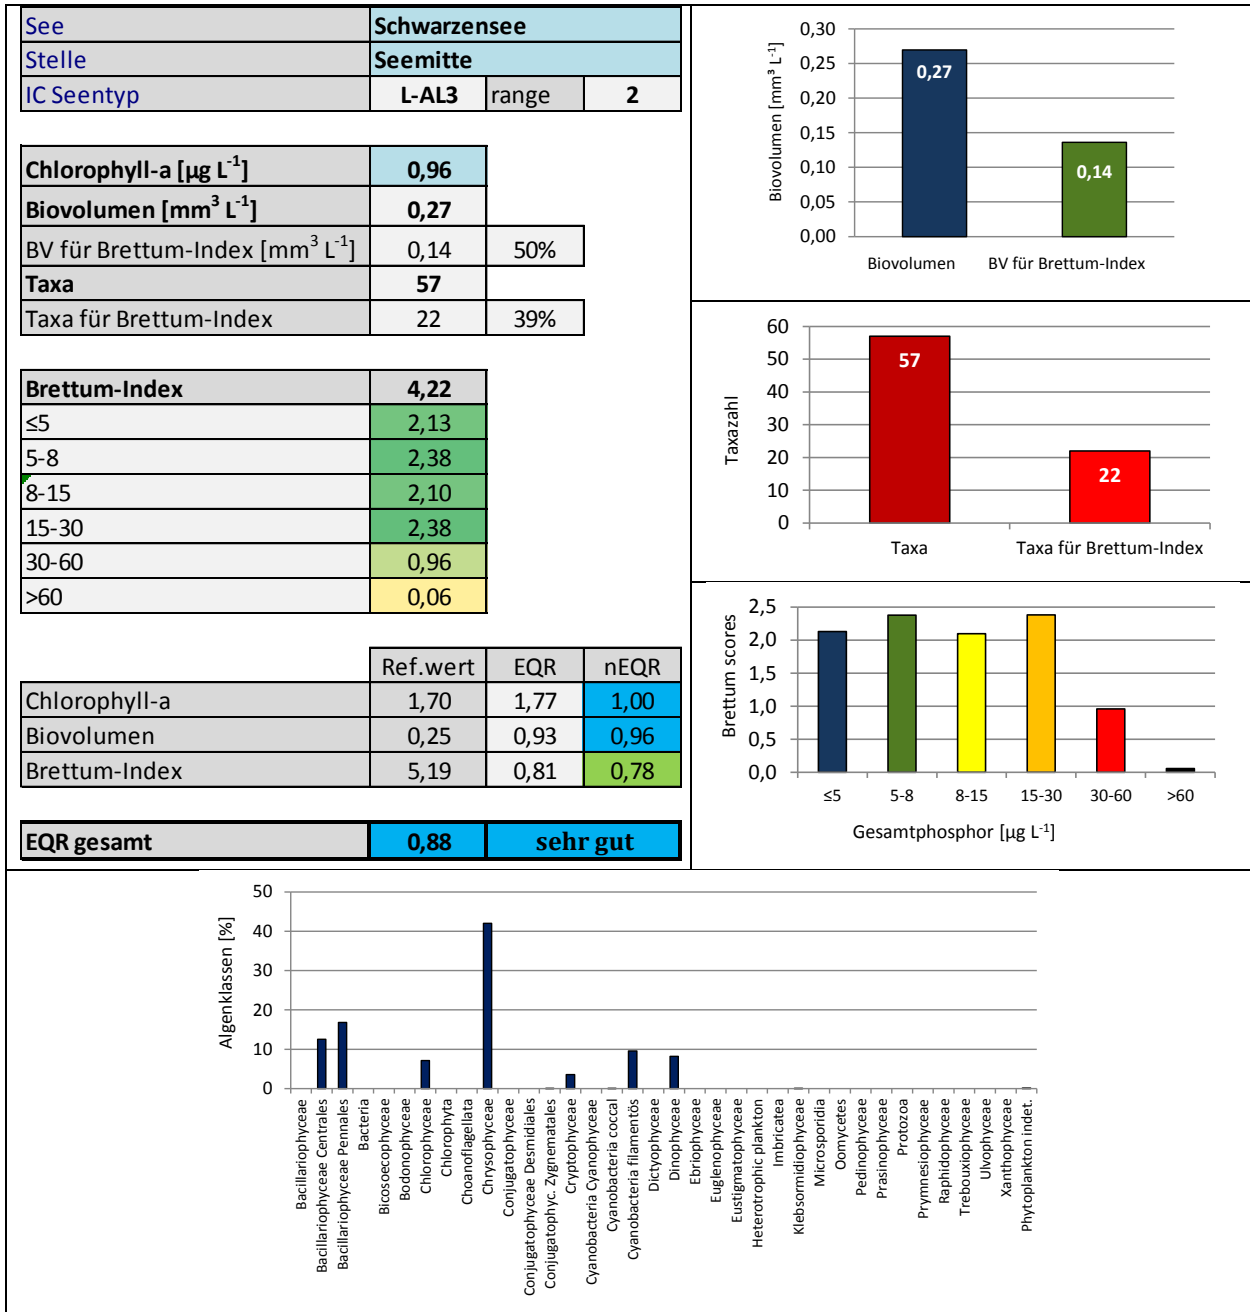 See Schwarzensee
Stelle Seemitte
IC Seentyp L-AL3 range 2
Chlorophyll-a [µg L⁻¹] 0,96
Biovolumen [mm³ L⁻¹] 0,27
BV für Brettum-Index [mm³ L⁻¹] 0,14 50%
Taxa 57
Taxa für Brettum-Index 22 39%
Brettum-Index 4,22
≤5 2,13
5-8 2,38
8-15 2,10
15-30 2,38
30-60 0,96
>60 0,06
Ref.wert EQR nEQR
Chlorophyll-a 1,70 1,77 1,00
Biovolumen 0,25 0,93 0,96
Brettum-Index 5,19 0,81 0,78
EQR gesamt 0,88 sehr gut
Biovolumen [mm³ L⁻¹]
0,30
0,25
0,20
0,15
0,10
0,05
0,00
0,27
0,14
Biovolumen BV für Brettum-Index
Taxazahl
60
50
40
30
20
10
0
57
22
Taxa Taxa für Brettum-Index
Brettum scores
2,5
2,0
1,5
1,0
0,5
0,0
≤5 5-8 8-15 15-30 30-60 >60
Gesamtphosphor [µg L⁻¹]
Algenklassen [%]
50
40
30
20
10
0
Bacillariophyceae
Bacillariophyceae Centrales
Bacillariophyceae Pennales
Bacteria
Bicosoecophyceae
Bodonophyceae
Chlorophyceae
Chlorophyta
Choanoflagellata
Chrysophyceae
Conjugatophyceae
Conjugatophyceae Desmidiales
Conjugatophyc. Zygnematales
Cryptophyceae
Cyanobacteria Cyanophyceae
Cyanobacteria coccal
Cyanobacteria filamentös
Dictyophyceae
Dinophyceae
Ebriophyceae
Euglenophyceae
Eustigmatophyceae
Heterotrophic plankton
Imbricatea
Klebsormidiophyceae
Microsporidia
Oomycetes
Pedinophyceae
Prasinophyceae
Protozoa
Prymnesiophyceae
Raphidophyceae
Trebouxiophyceae
Ulvophyceae
Xanthophyceae
Phytoplankton indet.